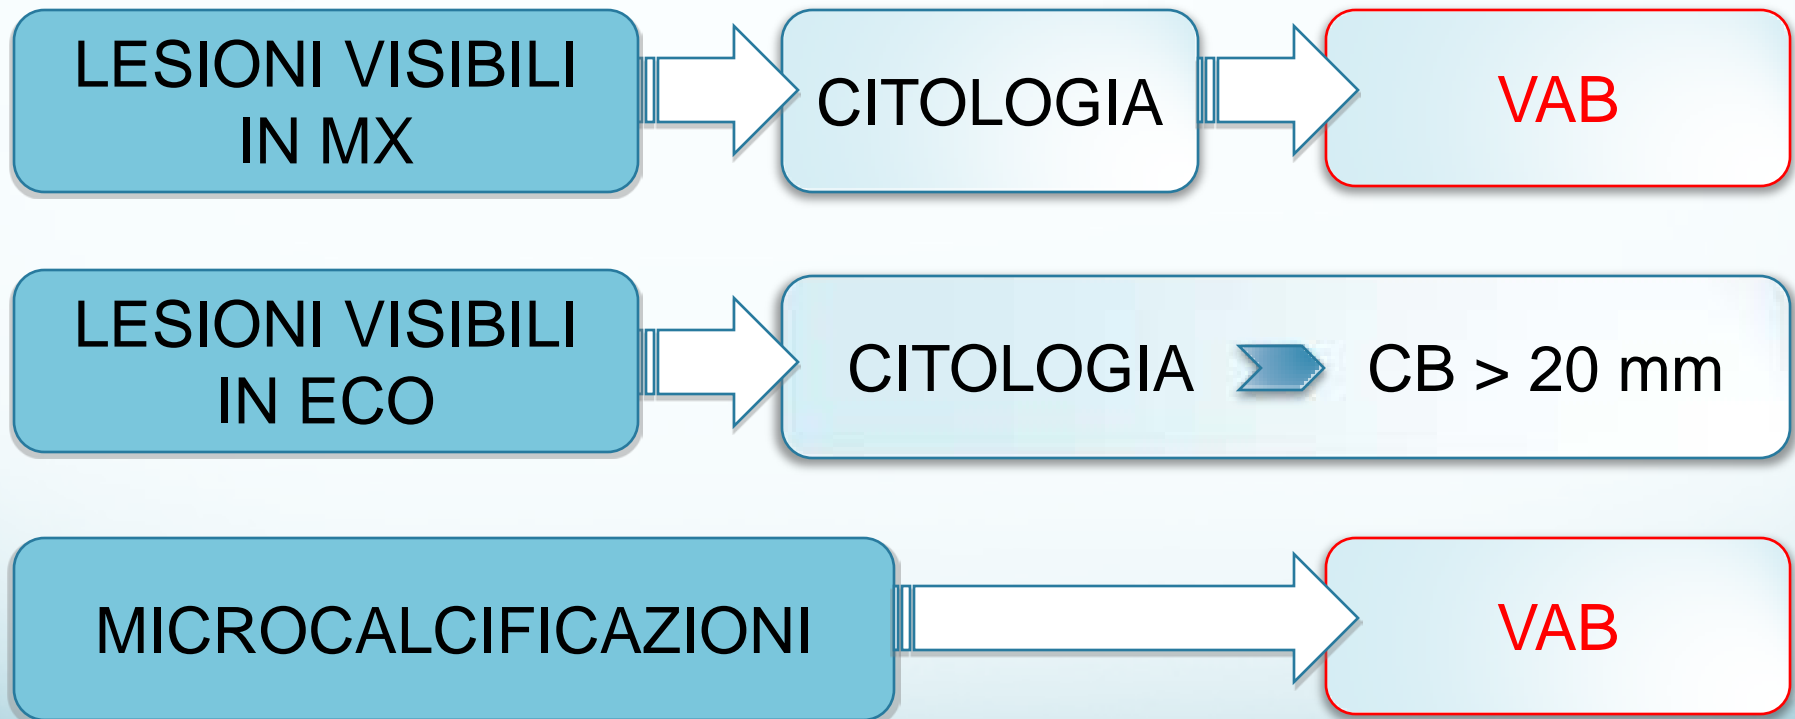 LESIONI VISIBILI
IN MX
CITOLOGIA
VAB
LESIONI VISIBILI
IN ECO
CITOLOGIA CB > 20 mm
MICROCALCIFICAZIONI
VAB